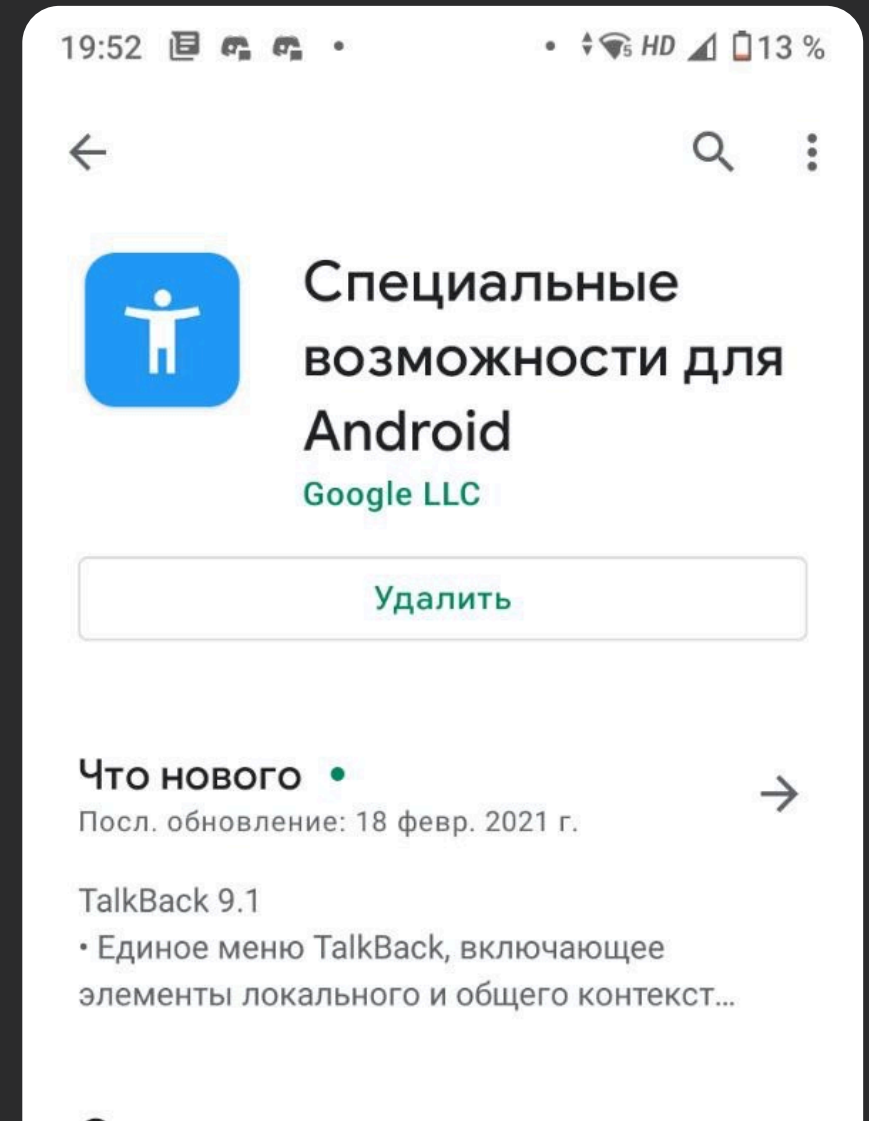 19:52
5 HD 13 %
Специальные
возможности для
Android
Google LLC
Удалить
Что нового •
Посл. обновление: 18 февр. 2021 г.
TalkBack 9.1
• Единое меню TalkBack, включающее
элементы локального и общего контекст...